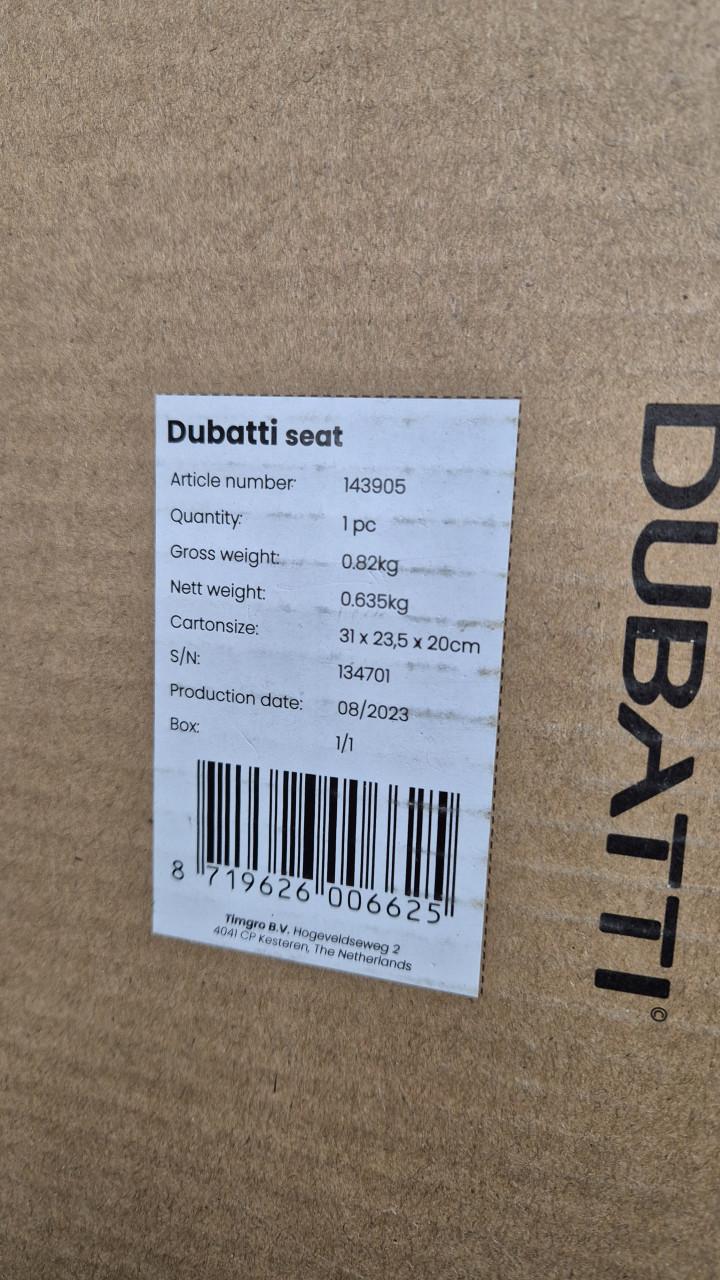 Dubatti seat
Article number: 143905
Quantity: 1 pc
Gross weight: 0.82kg
Nett weight: 0.635kg
Cartonsize: 31 x 23,5 x 20cm
S/N: 134701
Production date: 08/2023
Box: 1/1
8 719626 006625
Timgro B.V. Hogeveldseweg 2
4041 CP Kesteren, The Netherlands
DUBATTI©